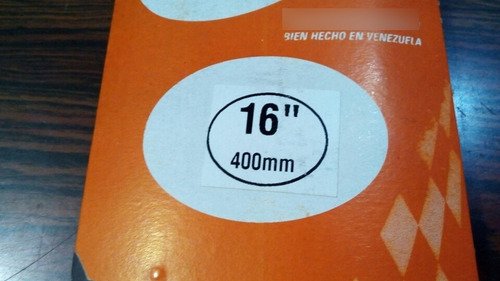 BIEN HECHO EN VENEZUELA
16"
400mm